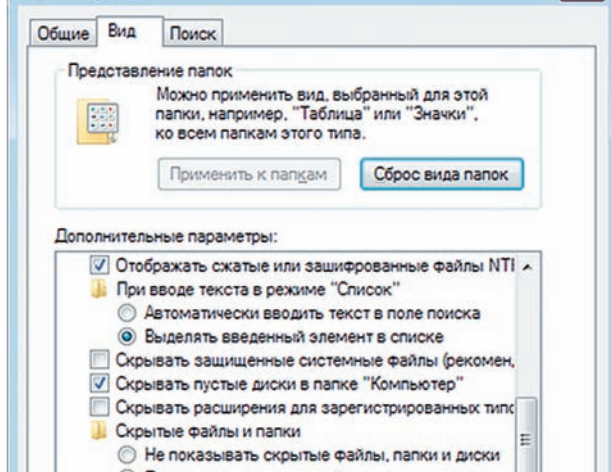 Общие Вид Поиск
Представление папок
Можно применить вид, выбранный для этой
папки, например, "Таблица" или "Значки",
ко всем папкам этого типа.
Применить к папкам Сброс вида папок
Дополнительные параметры:
Отображать сжатые или зашифрованные файлы NTF
При вводе текста в режиме "Список"
Автоматически вводить текст в поле поиска
Выделять введенный элемент в списке
Скрывать защищенные системные файлы (рекомен,
Скрывать пустые диски в папке "Компьютер"
Скрывать расширения для зарегистрированных типо
Скрытые файлы и папки
Не показывать скрытые файлы, папки и диски